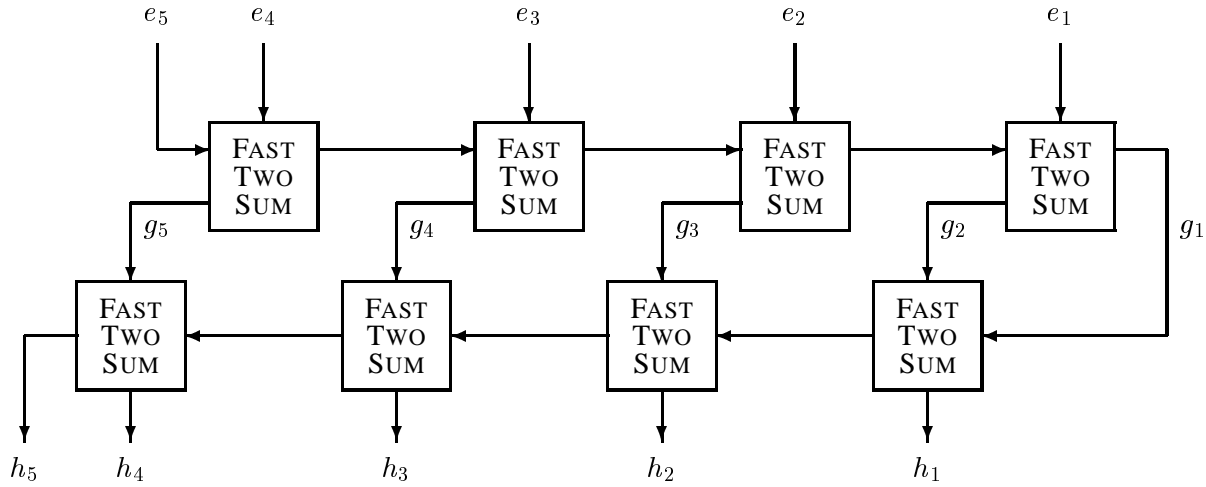 e₅ e₄ e₃ e₂ e₁
FAST FAST FAST FAST
TWO TWO TWO TWO
SUM SUM SUM SUM
g₅ g₄ g₃ g₂ g₁
FAST FAST FAST FAST
TWO TWO TWO TWO
SUM SUM SUM SUM
h₅ h₄ h₃ h₂ h₁